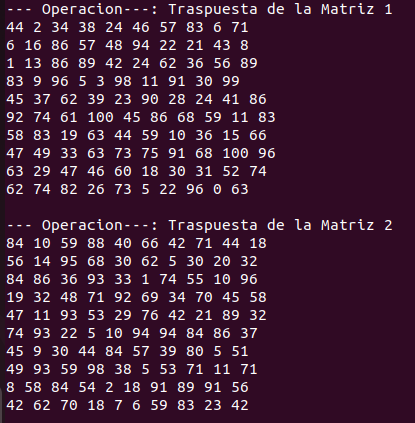 --- Operacion---: Traspuesta de la Matriz 1
44 2 34 38 24 46 57 83 6 71
6 16 86 57 48 94 22 21 43 8
1 13 86 89 42 24 62 36 56 89
83 9 96 5 3 98 11 91 30 99
45 37 62 39 23 90 28 24 41 86
92 74 61 100 45 86 68 59 11 83
58 83 19 63 44 59 10 36 15 66
47 49 33 63 73 75 91 68 100 96
63 29 47 46 60 18 30 31 52 74
62 74 82 26 73 5 22 96 0 63
--- Operacion---: Traspuesta de la Matriz 2
84 10 59 88 40 66 42 71 44 18
56 14 95 68 30 62 5 30 20 32
84 86 36 93 33 1 74 55 10 96
19 32 48 71 92 69 34 70 45 58
47 11 93 53 29 76 42 21 89 32
74 93 22 5 10 94 94 84 86 37
45 9 30 44 84 57 39 80 5 51
49 93 59 98 38 5 53 71 11 71
8 58 84 54 2 18 91 89 91 56
42 62 70 18 7 6 59 83 23 42